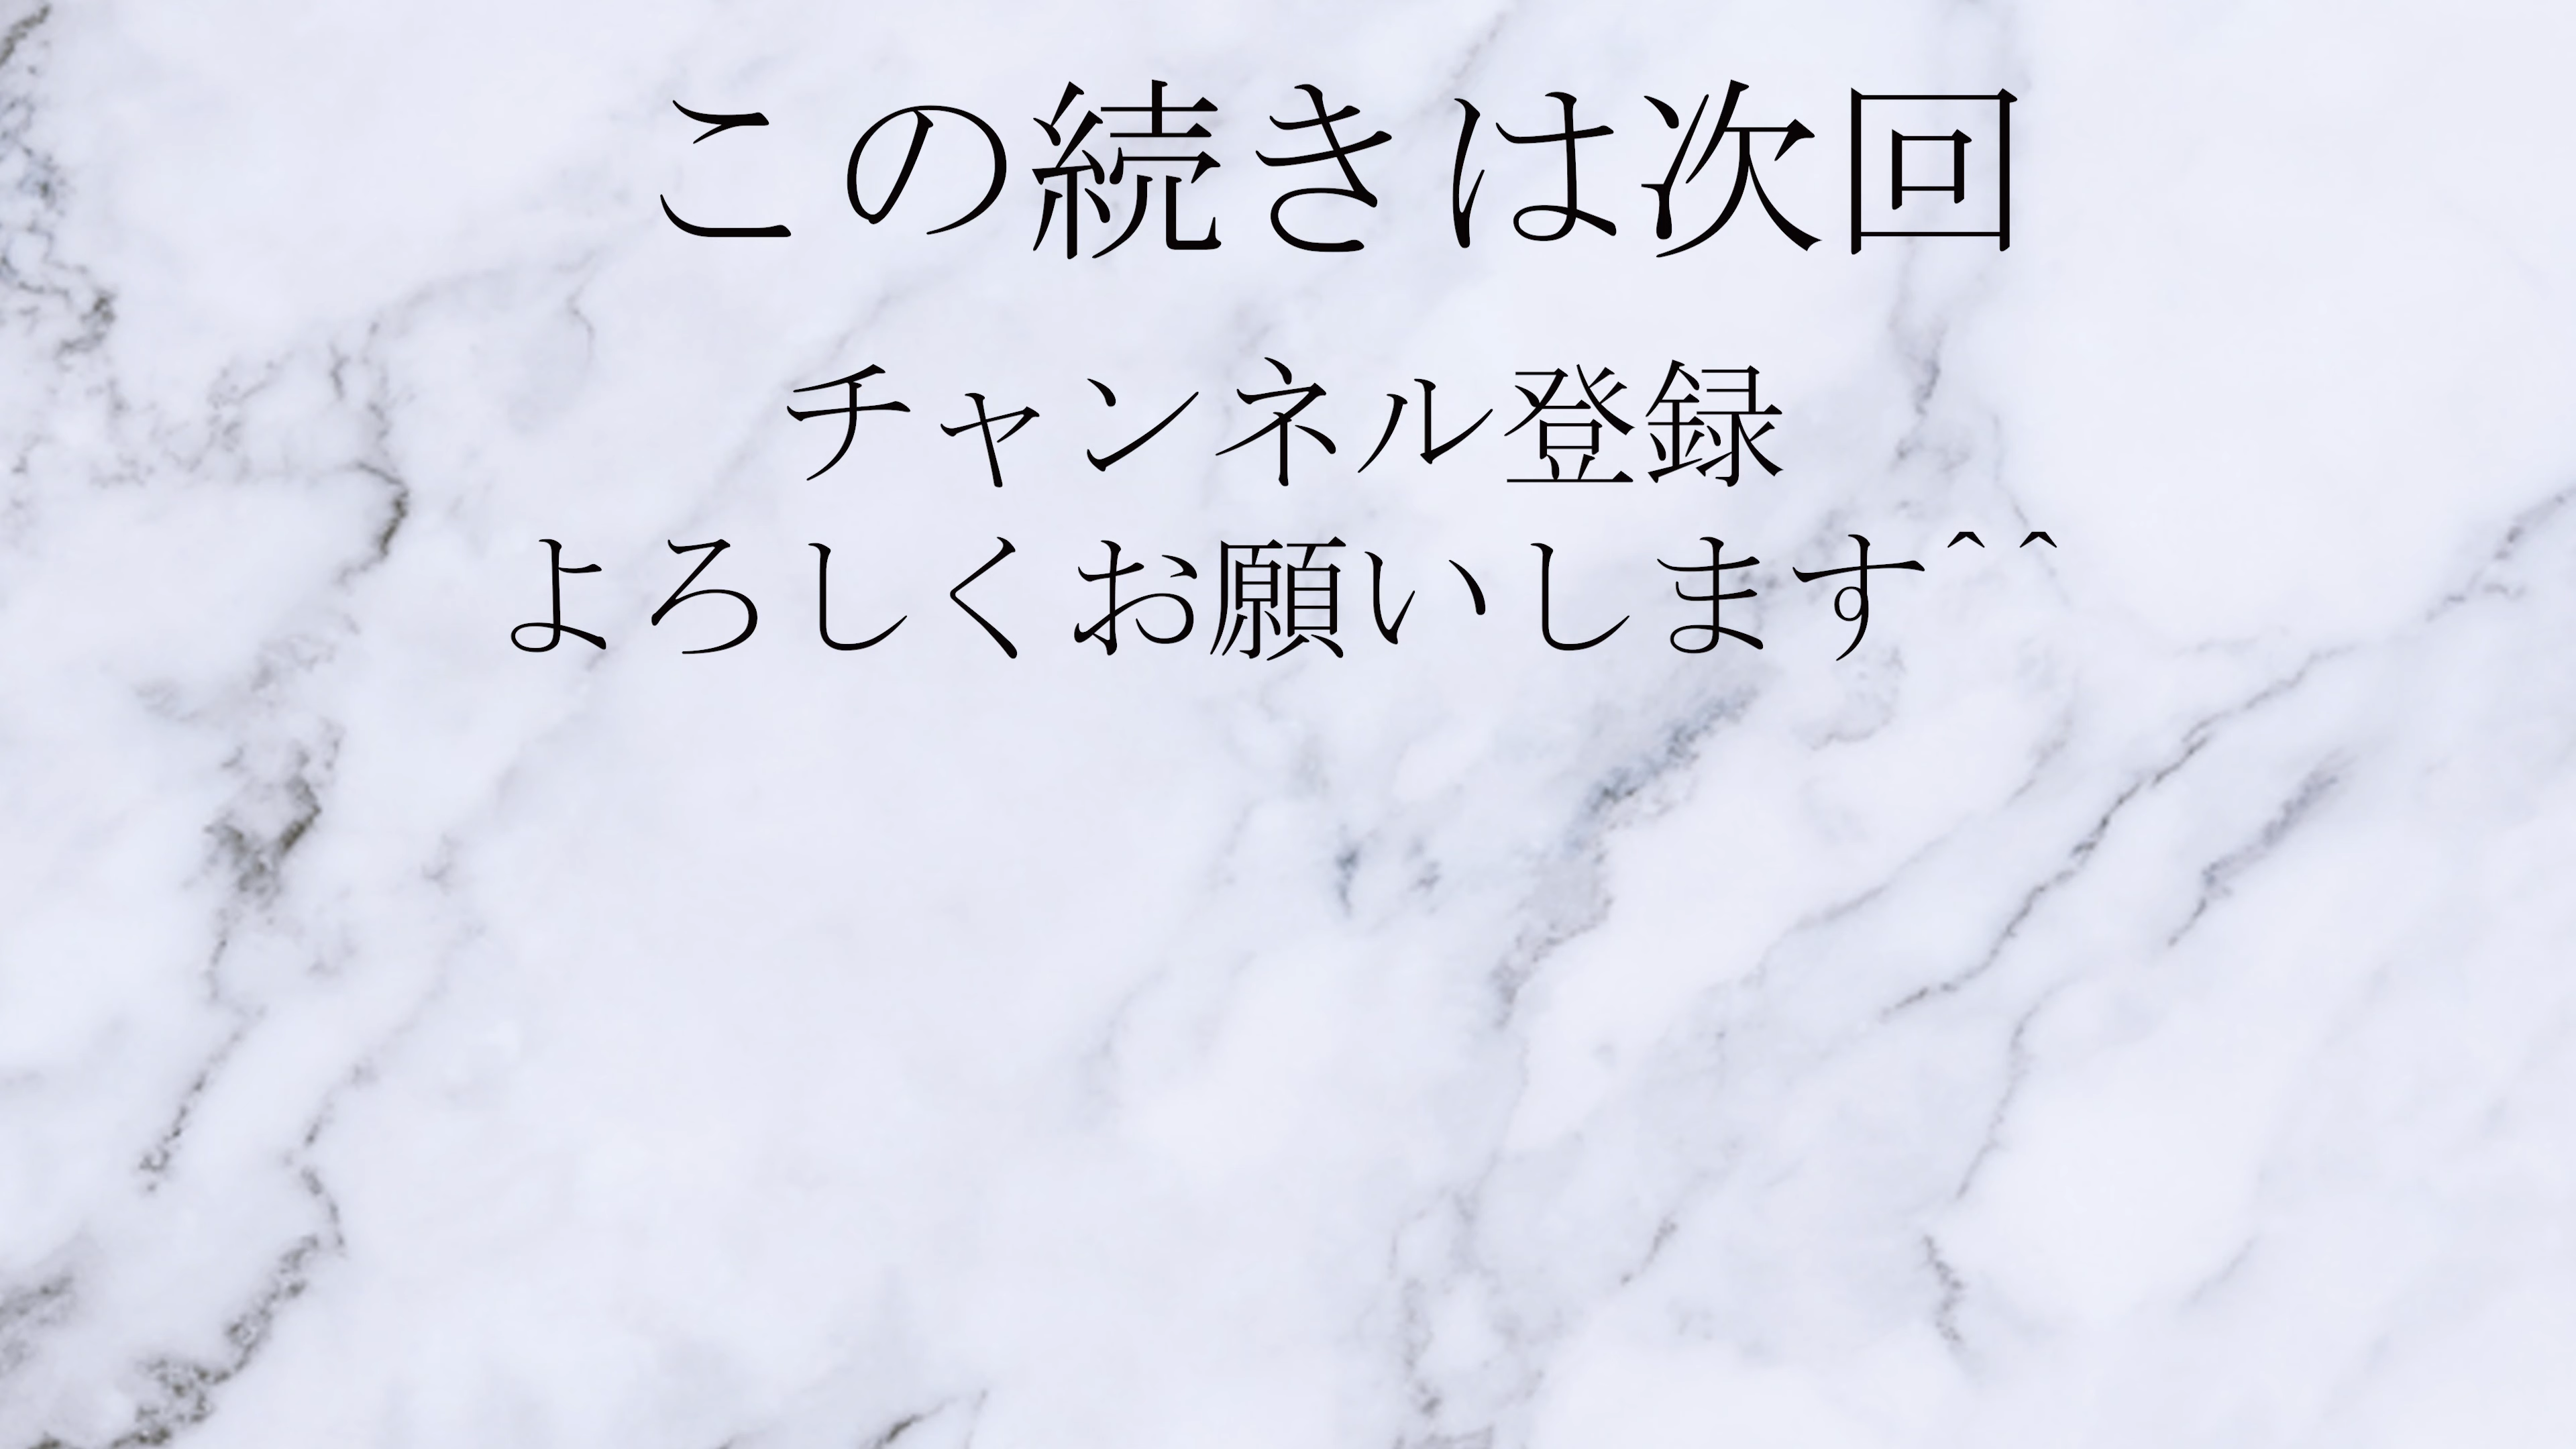 この続きは次回
チャンネル登録
よろしくお願いします^ ^